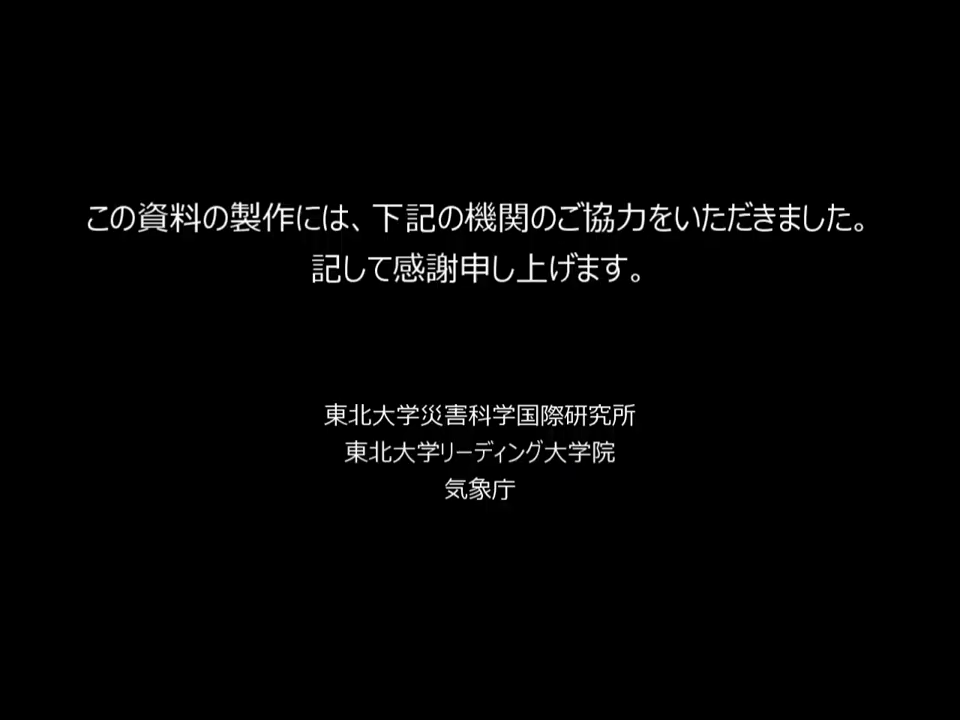 この資料の製作には、下記の機関のご協力をいただきました。
記して感謝申し上げます。
東北大学災害科学国際研究所
東北大学リーディング大学院
気象庁